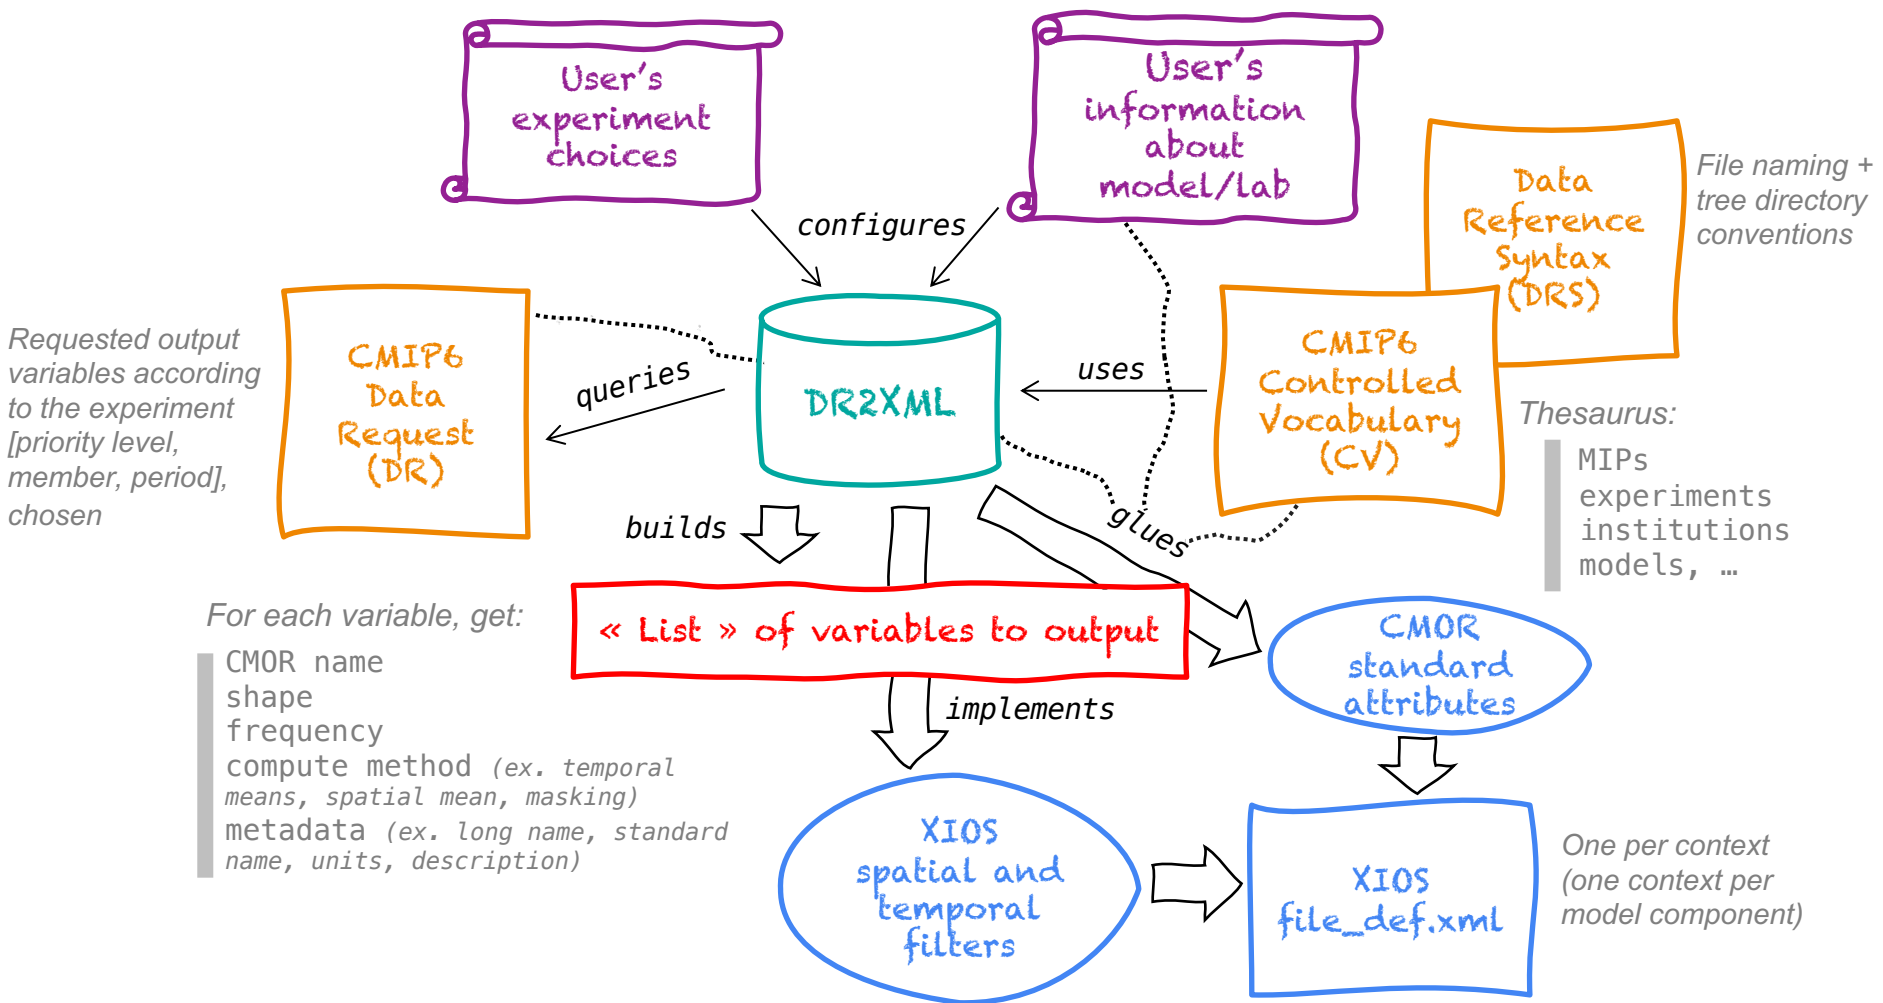 User's
experiment
choices
User's
information
about
model/lab
configures
Data
Reference
Syntax
(DRS)
File naming +
tree directory
conventions
Requested output
variables according
to the experiment
[priority level,
member, period],
chosen
CMIP6
Data
Request
(DR)
queries
DR2XML
uses
CMIP6
Controlled
Vocabulary
(CV)
Thesaurus:
MIPs
experiments
institutions
models, …
builds
glues
« List » of variables to output
For each variable, get:
CMOR name
shape
frequency
compute method (ex. temporal
means, spatial mean, masking)
metadata (ex. long name, standard
name, units, description)
implements
CMOR
standard
attributes
XIOS
spatial and
temporal
filters
XIOS
file_def.xml
One per context
(one context per
model component)